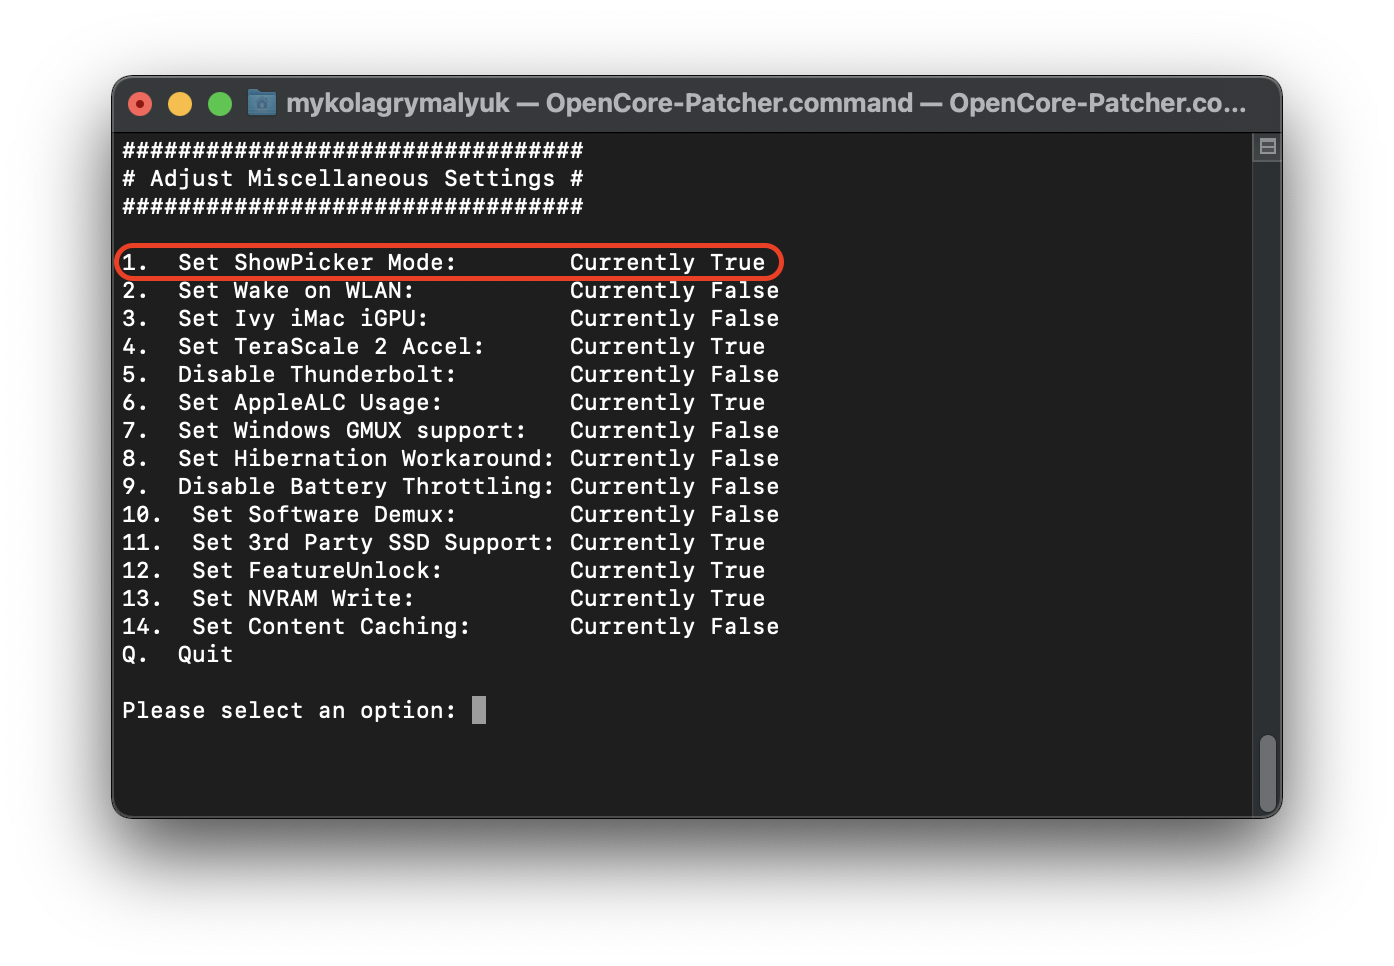 mykolagrymalyuk — OpenCore-Patcher.command — OpenCore-Patcher.co...
#################################
# Adjust Miscellaneous Settings #
#################################
1.  Set ShowPicker Mode:        Currently True
2.  Set Wake on WLAN:           Currently False
3.  Set Ivy iMac iGPU:          Currently False
4.  Set TeraScale 2 Accel:      Currently True
5.  Disable Thunderbolt:        Currently False
6.  Set AppleALC Usage:         Currently True
7.  Set Windows GMUX support:   Currently False
8.  Set Hibernation Workaround: Currently False
9.  Disable Battery Throttling: Currently False
10.  Set Software Demux:        Currently False
11.  Set 3rd Party SSD Support: Currently True
12.  Set FeatureUnlock:         Currently True
13.  Set NVRAM Write:           Currently True
14.  Set Content Caching:       Currently False
Q.  Quit
Please select an option: